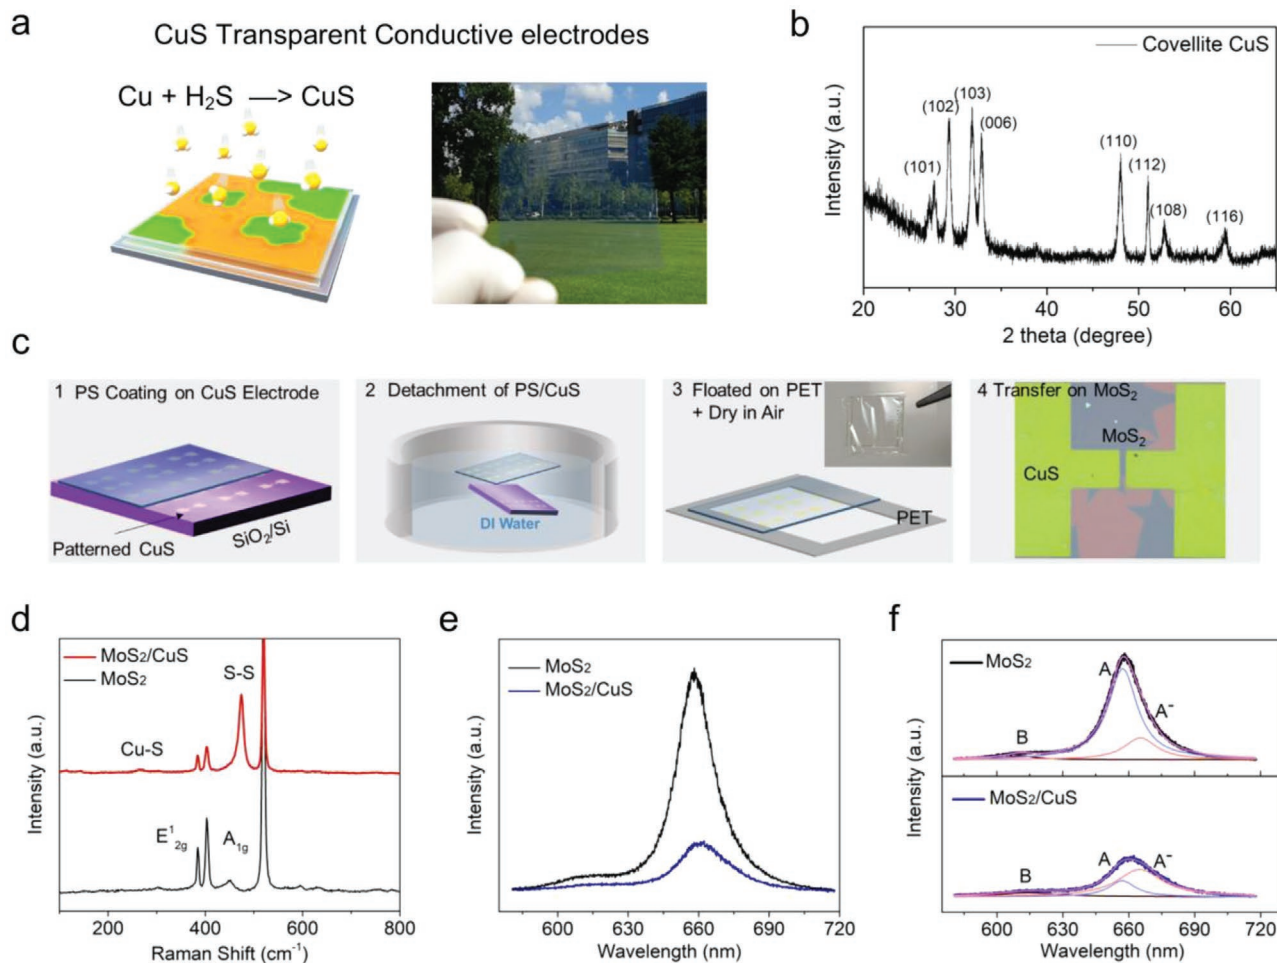 a
CuS Transparent Conductive electrodes
Cu + H₂S —> CuS
b
Covellite CuS
(101)
(102)
(103)
(006)
(110)
(112)
(108)
(116)
Intensity (a.u.)
20 30 40 50 60
2 theta (degree)
c
1 PS Coating on CuS Electrode
Patterned CuS
SiO₂/Si
2 Detachment of PS/CuS
DI Water
3 Floated on PET
+ Dry in Air
PET
4 Transfer on MoS₂
MoS₂
CuS
d
MoS₂/CuS
MoS₂
S-S
Cu-S
E¹₂g
A₁g
Intensity (a.u.)
200 400 600 800
Raman Shift (cm⁻¹)
e
MoS₂
MoS₂/CuS
Intensity (a.u.)
600 630 660 690 720
Wavelength (nm)
f
MoS₂
A
A⁻
B
MoS₂/CuS
A
A⁻
B
Intensity (a.u.)
600 630 660 690 720
Wavelength (nm)